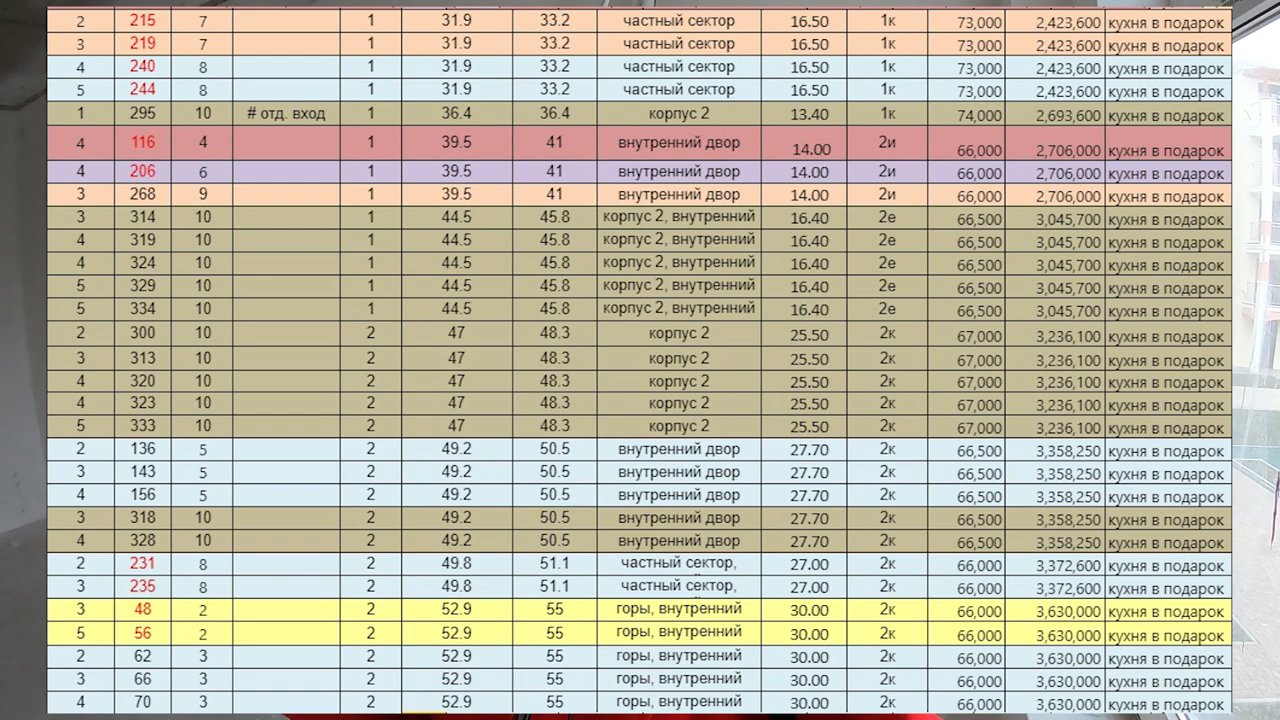 2 215 7 1 31.9 33.2 частный сектор 16.50 1к 73,000 2,423,600 кухня в подарок
3 219 7 1 31.9 33.2 частный сектор 16.50 1к 73,000 2,423,600 кухня в подарок
4 240 8 1 31.9 33.2 частный сектор 16.50 1к 73,000 2,423,600 кухня в подарок
5 244 8 1 31.9 33.2 частный сектор 16.50 1к 73,000 2,423,600 кухня в подарок
1 295 10 # отд. вход 1 36.4 36.4 корпус 2 13.40 1к 74,000 2,693,600 кухня в подарок
4 116 4 1 39.5 41 внутренний двор 14.00 2и 66,000 2,706,000 кухня в подарок
4 206 6 1 39.5 41 внутренний двор 14.00 2и 66,000 2,706,000 кухня в подарок
3 268 9 1 39.5 41 внутренний двор 14.00 2и 66,000 2,706,000 кухня в подарок
3 314 10 1 44.5 45.8 корпус 2, внутренний 16.40 2е 66,500 3,045,700 кухня в подарок
4 319 10 1 44.5 45.8 корпус 2, внутренний 16.40 2е 66,500 3,045,700 кухня в подарок
4 324 10 1 44.5 45.8 корпус 2, внутренний 16.40 2е 66,500 3,045,700 кухня в подарок
5 329 10 1 44.5 45.8 корпус 2, внутренний 16.40 2е 66,500 3,045,700 кухня в подарок
5 334 10 1 44.5 45.8 корпус 2, внутренний 16.40 2е 66,500 3,045,700 кухня в подарок
2 300 10 2 47 48.3 корпус 2 25.50 2к 67,000 3,236,100 кухня в подарок
3 313 10 2 47 48.3 корпус 2 25.50 2к 67,000 3,236,100 кухня в подарок
4 320 10 2 47 48.3 корпус 2 25.50 2к 67,000 3,236,100 кухня в подарок
4 323 10 2 47 48.3 корпус 2 25.50 2к 67,000 3,236,100 кухня в подарок
5 333 10 2 47 48.3 корпус 2 25.50 2к 67,000 3,236,100 кухня в подарок
2 136 5 2 49.2 50.5 внутренний двор 27.70 2к 66,500 3,358,250 кухня в подарок
3 143 5 2 49.2 50.5 внутренний двор 27.70 2к 66,500 3,358,250 кухня в подарок
4 156 5 2 49.2 50.5 внутренний двор 27.70 2к 66,500 3,358,250 кухня в подарок
3 318 10 2 49.2 50.5 внутренний двор 27.70 2к 66,500 3,358,250 кухня в подарок
4 328 10 2 49.2 50.5 внутренний двор 27.70 2к 66,500 3,358,250 кухня в подарок
2 231 8 2 49.8 51.1 частный сектор, 27.00 2к 66,000 3,372,600 кухня в подарок
3 235 8 2 49.8 51.1 частный сектор, 27.00 2к 66,000 3,372,600 кухня в подарок
3 48 2 2 52.9 55 горы, внутренний 30.00 2к 66,000 3,630,000 кухня в подарок
5 56 2 2 52.9 55 горы, внутренний 30.00 2к 66,000 3,630,000 кухня в подарок
2 62 3 2 52.9 55 горы, внутренний 30.00 2к 66,000 3,630,000 кухня в подарок
3 66 3 2 52.9 55 горы, внутренний 30.00 2к 66,000 3,630,000 кухня в подарок
4 70 3 2 52.9 55 горы, внутренний 30.00 2к 66,000 3,630,000 кухня в подарок